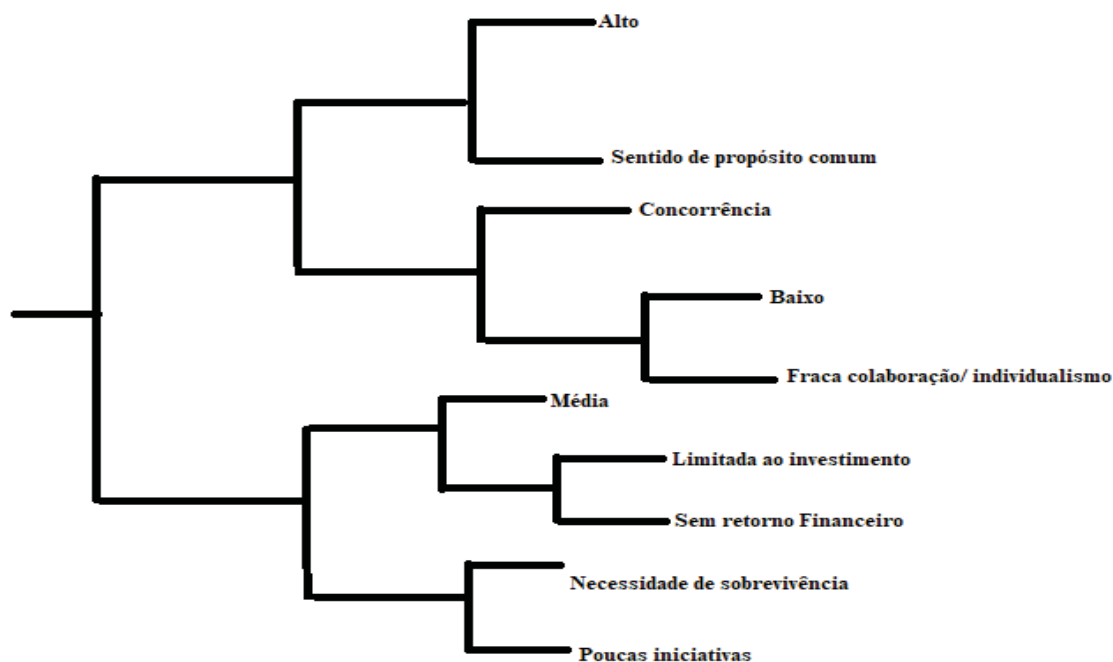 Alto
Sentido de propósito comum
Concorrência
Baixo
Fraca colaboração/ individualismo
Média
Limitada ao investimento
Sem retorno Financeiro
Necessidade de sobrevivência
Poucas iniciativas